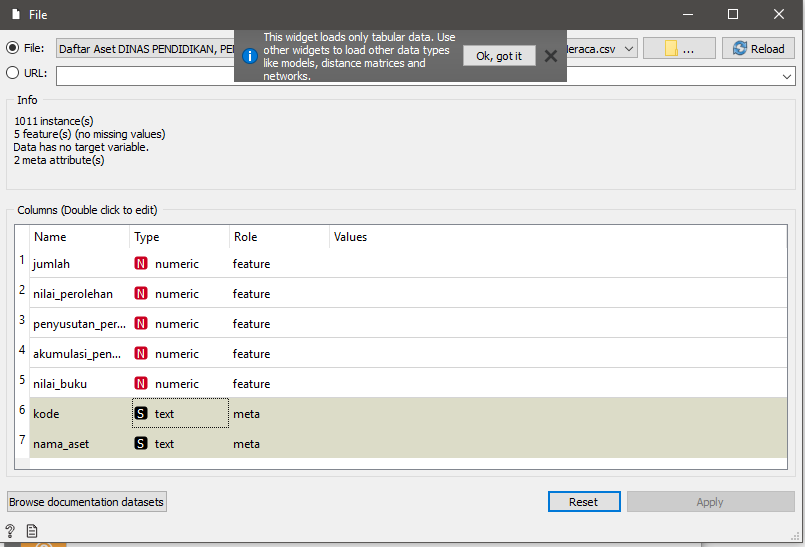 File
File:
Daftar Aset DINAS PENDIDIKAN, PE
eraca.csv
...
Reload
This widget loads only tabular data. Use
other widgets to load other data types
like models, distance matrices and
networks.
Ok, got it
URL:
Info
1011 instance(s)
5 feature(s) (no missing values)
Data has no target variable.
2 meta attribute(s)
Columns (Double click to edit)
Name Type Role Values
1 jumlah N numeric feature
2 nilai_perolehan N numeric feature
3 penyusutan_per... N numeric feature
4 akumulasi_pen... N numeric feature
5 nilai_buku N numeric feature
6 kode S text meta
7 nama_aset S text meta
Browse documentation datasets
Reset
Apply
?